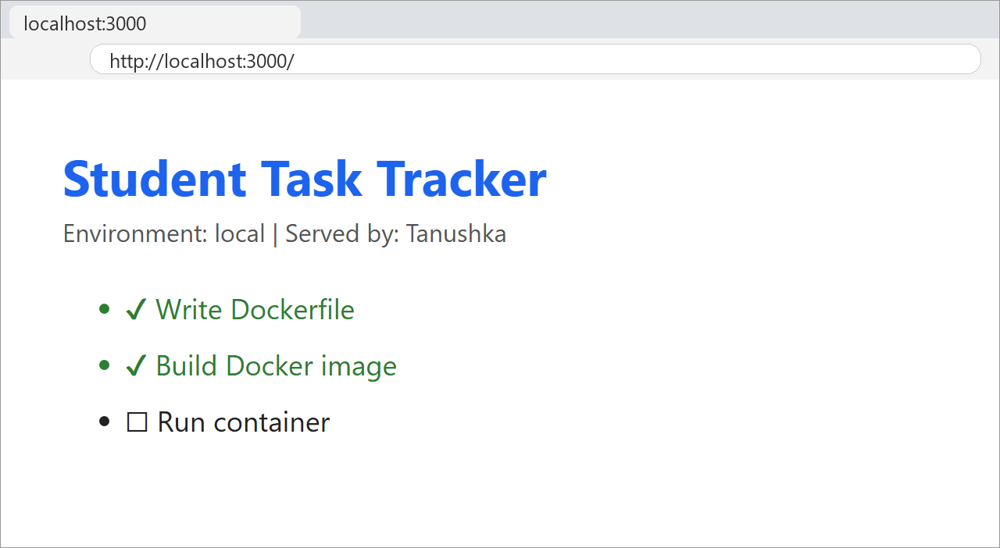 localhost:3000
http://localhost:3000/
Student Task Tracker
Environment: local | Served by: Tanushka
• ✔ Write Dockerfile
• ✔ Build Docker image
• ☐ Run container